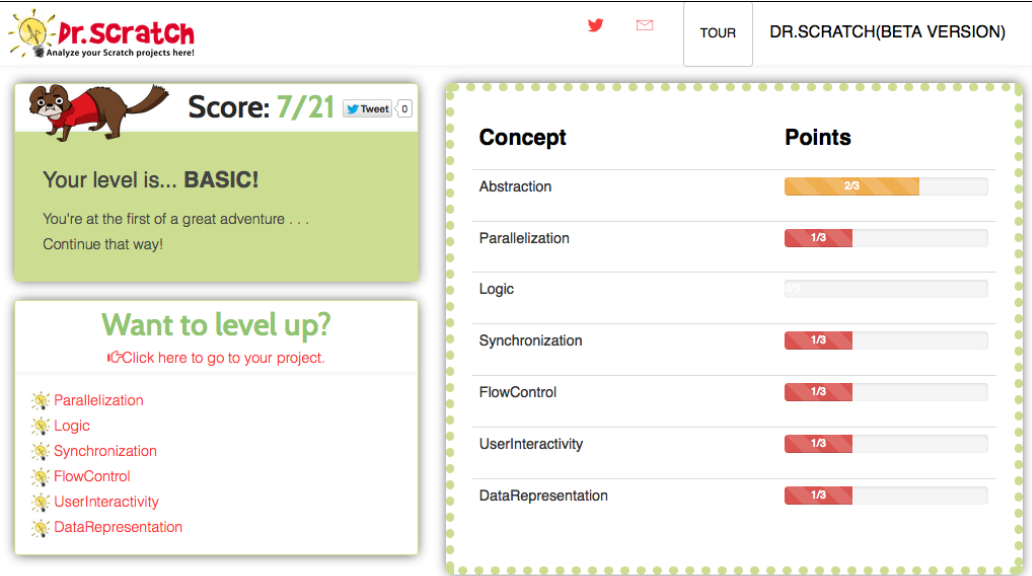 Dr.Scratch
Analyze your Scratch projects here!
TOUR
DR.SCRATCH(BETA VERSION)
Score: 7/21
Tweet
0
Your level is... BASIC!
You're at the first of a great adventure . . .
Continue that way!
Want to level up?
Click here to go to your project.
Parallelization
Logic
Synchronization
FlowControl
UserInteractivity
DataRepresentation
Concept Points
Abstraction 2/3
Parallelization 1/3
Logic 0/3
Synchronization 1/3
FlowControl 1/3
UserInteractivity 1/3
DataRepresentation 1/3